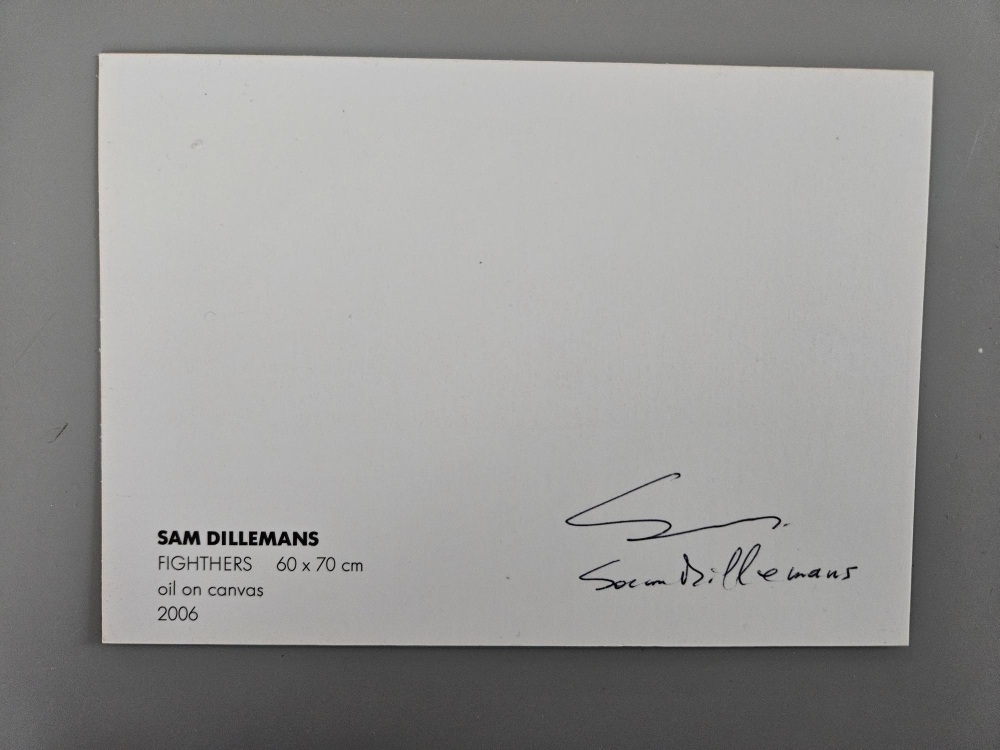 SAM DILLEMANS
FIGHTHERS 60 x 70 cm
oil on canvas
2006
Sam Dillemans